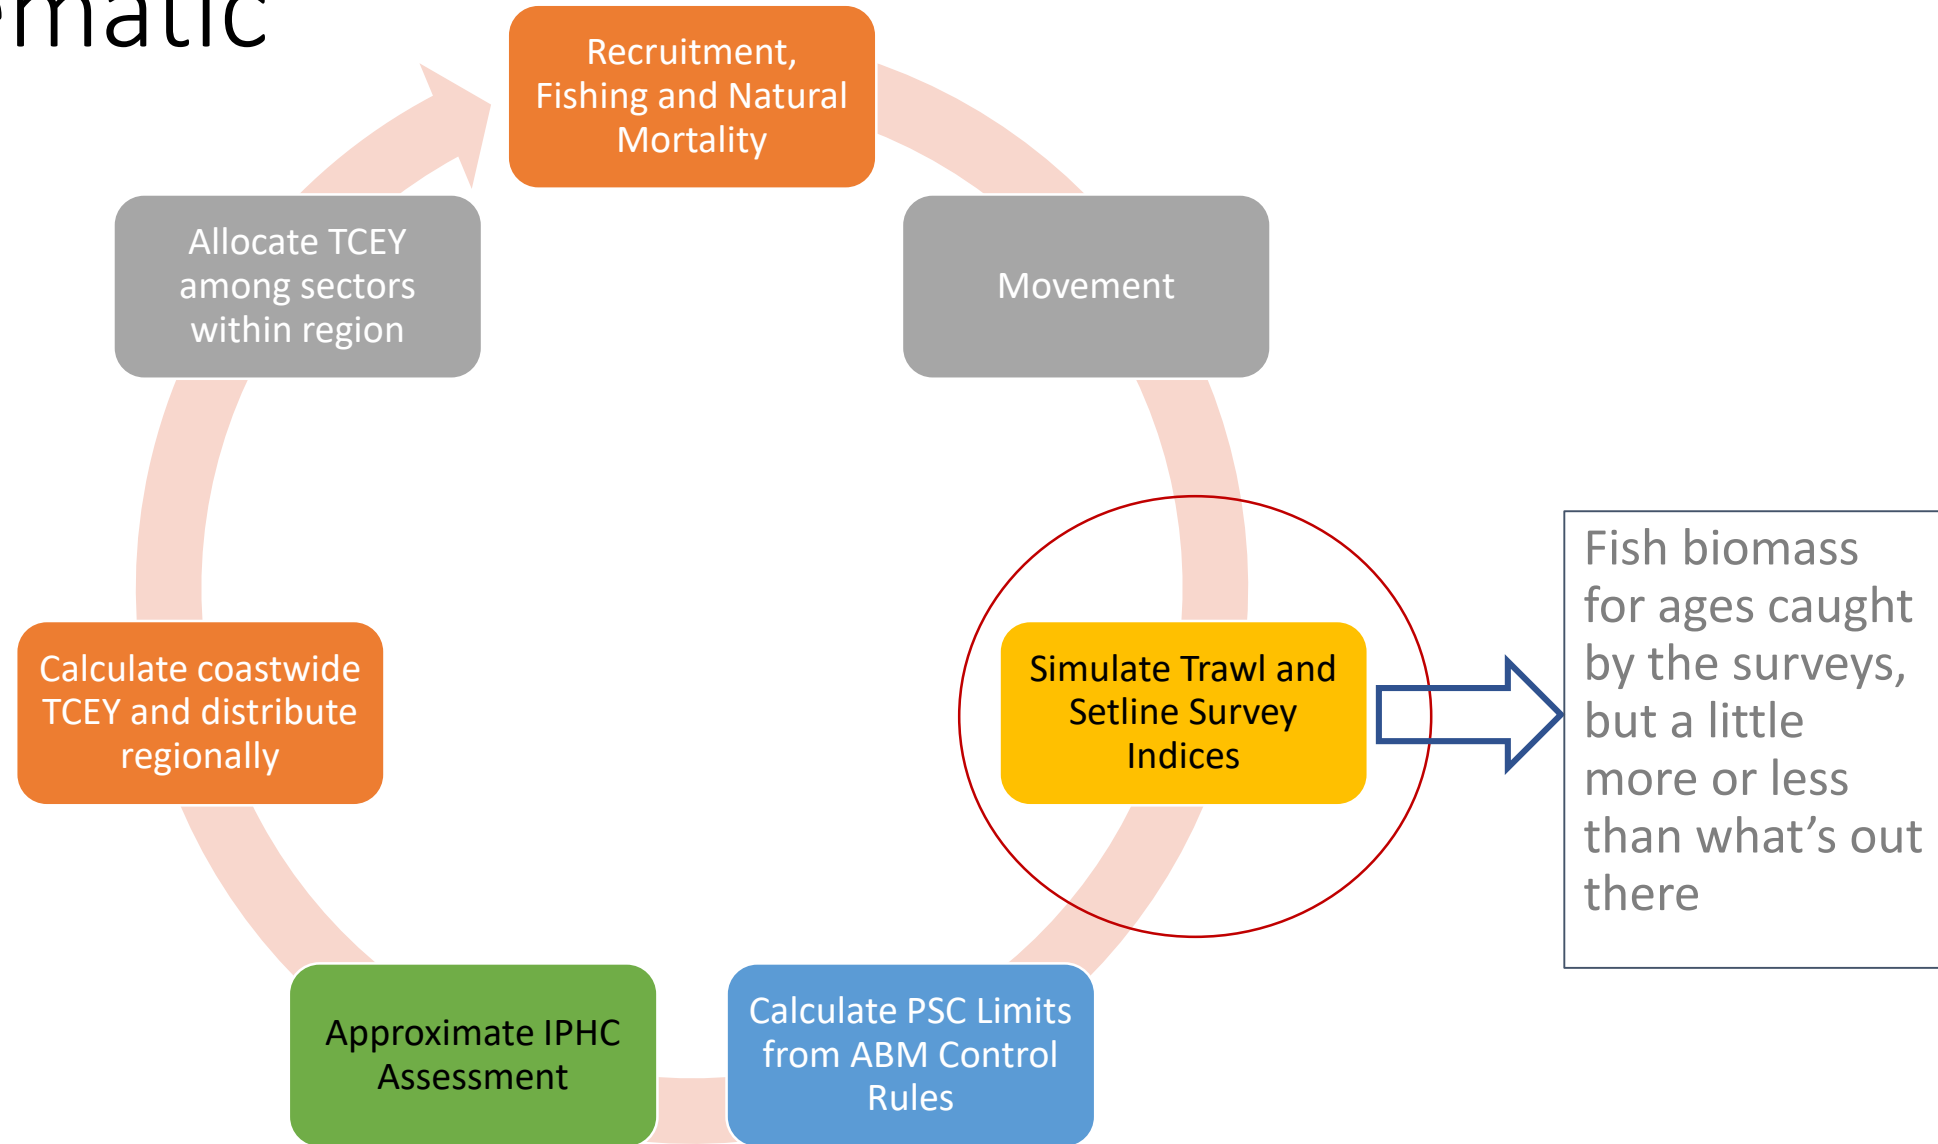 ematic
Recruitment,
Fishing and Natural
Mortality
Movement
Simulate Trawl and
Setline Survey
Indices
Fish biomass
for ages caught
by the surveys,
but a little
more or less
than what’s out
there
Calculate PSC Limits
from ABM Control
Rules
Approximate IPHC
Assessment
Calculate coastwide
TCEY and distribute
regionally
Allocate TCEY
among sectors
within region